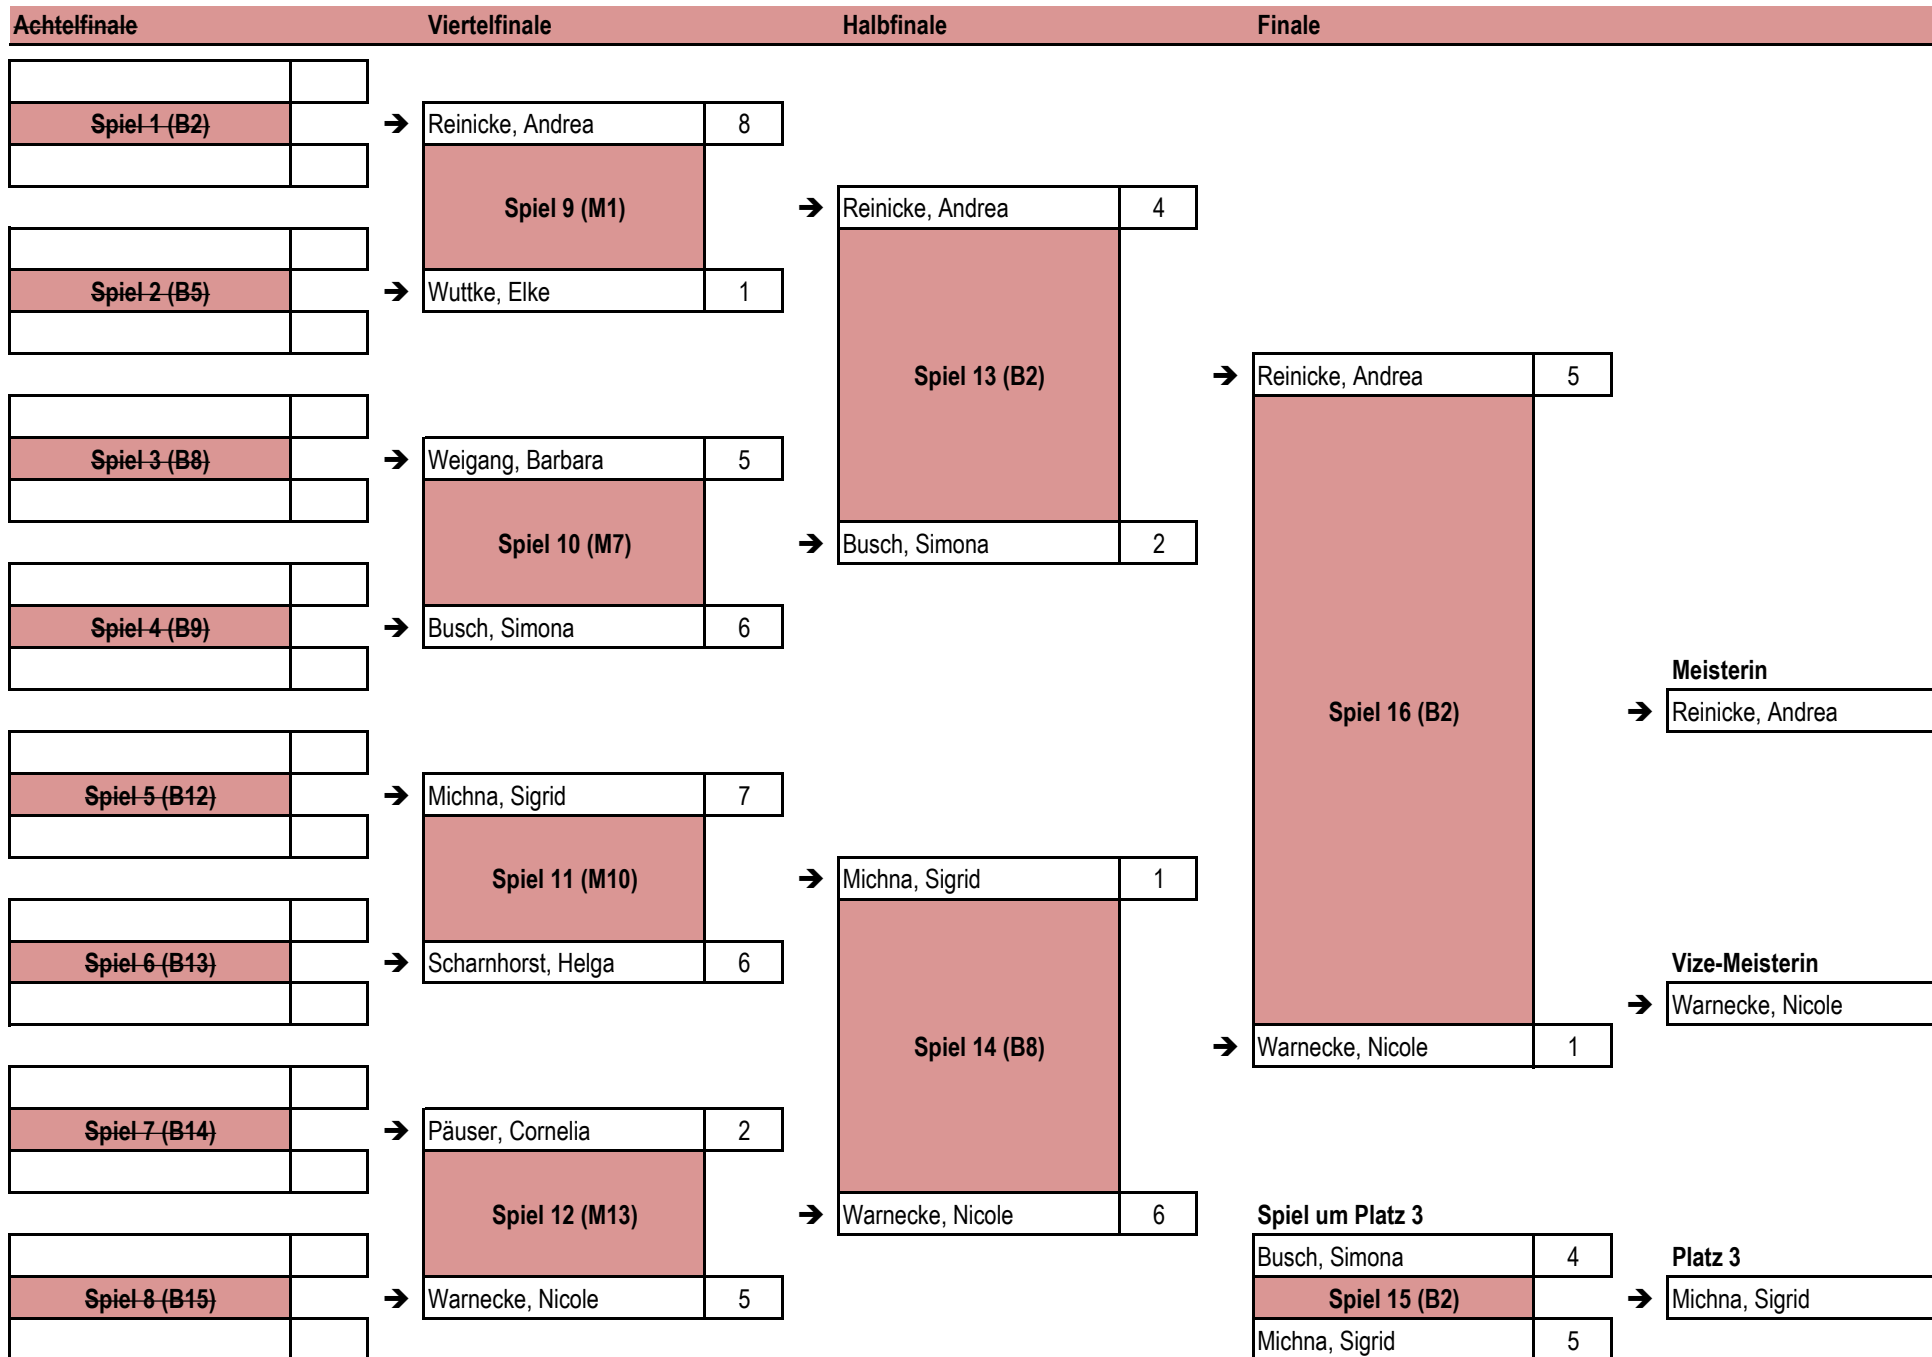 Achtelfinale Viertelfinale Halbfinale Finale
Spiel 1 (B2) ➔ Reinicke, Andrea 8
Spiel 9 (M1) ➔ Reinicke, Andrea 4
Spiel 2 (B5) ➔ Wuttke, Elke 1
Spiel 13 (B2) ➔ Reinicke, Andrea 5
Spiel 3 (B8) ➔ Weigang, Barbara 5
Spiel 10 (M7) ➔ Busch, Simona 2
Spiel 4 (B9) ➔ Busch, Simona 6
Meisterin
Spiel 16 (B2) ➔ Reinicke, Andrea
Spiel 5 (B12) ➔ Michna, Sigrid 7
Spiel 11 (M10) ➔ Michna, Sigrid 1
Spiel 6 (B13) ➔ Scharnhorst, Helga 6 Vize-Meisterin
➔ Warnecke, Nicole
Spiel 14 (B8) ➔ Warnecke, Nicole 1
Spiel 7 (B14) ➔ Päuser, Cornelia 2
Spiel 12 (M13) ➔ Warnecke, Nicole 6 Spiel um Platz 3
Busch, Simona 4 Platz 3
Spiel 8 (B15) ➔ Warnecke, Nicole 5 Spiel 15 (B2) ➔ Michna, Sigrid
Michna, Sigrid 5